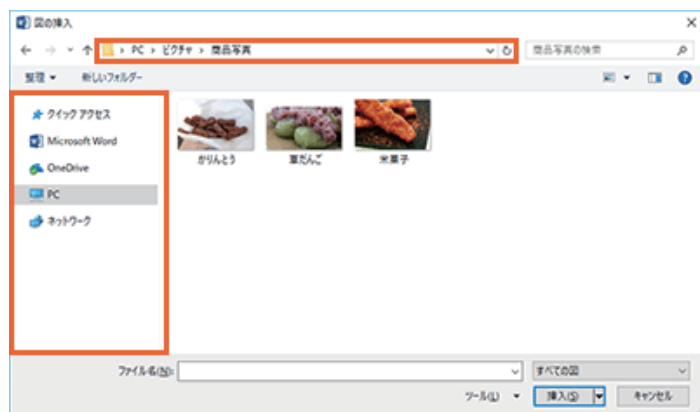 図の挿入
PC › ピクチャ › 商品写真
商品写真の検索
整理 新しいフォルダー
クイック アクセス
Microsoft Word
OneDrive
PC
ネットワーク
かりんとう 草だんご 米菓子
ファイル名(N):
すべての図
ツール(L) 挿入(S) キャンセル